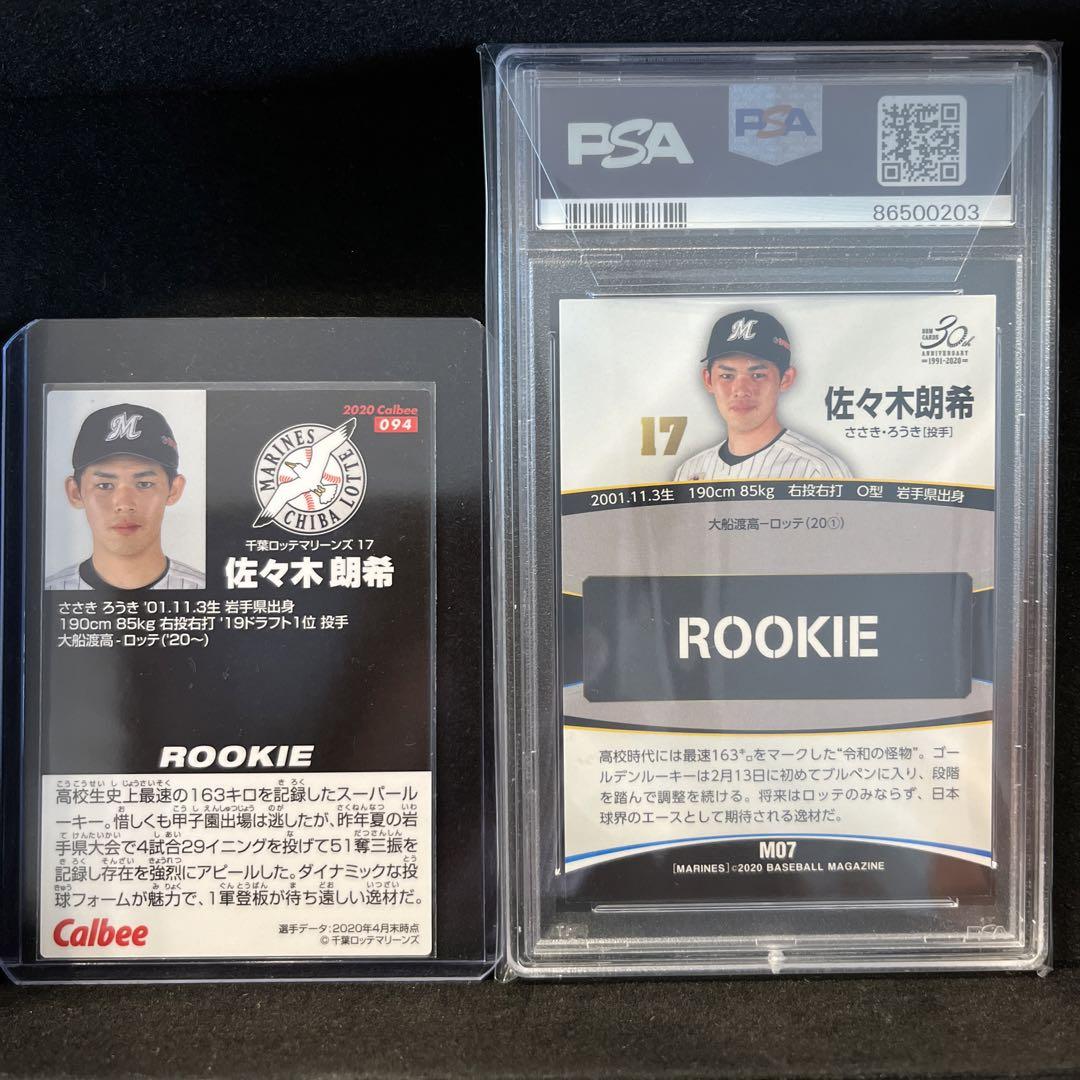 2020 Calbee
094
MARINES
CHIBA LOTTE
千葉ロッテマリーンズ 17
佐々木 朗希
ささき ろうき '01.11.3生 岩手県出身
190cm 85kg 右投右打 '19ドラフト1位 投手
大船渡高-ロッテ('20〜)
ROOKIE
高校生史上最速の163キロを記録したスーパール
ーキー。惜しくも甲子園出場は逃したが、昨年夏の岩
手県大会で4試合29イニングを投げて51奪三振を
記録し存在を強烈にアピールした。ダイナミックな投
球フォームが魅力で、1軍登板が待ち遠しい逸材だ。
Calbee
選手データ:2020年4月末時点
©千葉ロッテマリーンズ
PSA
PSA
86500203
BBM CARDS 30th
ANNIVERSARY
1991-2020
17
佐々木朗希
ささき・ろうき[投手]
2001.11.3生 190cm 85kg 右投右打 O型 岩手県出身
大船渡高―ロッテ(20①)
ROOKIE
高校時代には最速163㌔をマークした"令和の怪物"。ゴ
ールデンルーキーは2月13日に初めてブルペンに入り、段階
を踏んで調整を続ける。将来はロッテのみならず、日本
球界のエースとして期待される逸材だ。
M07
[MARINES]©2020 BASEBALL MAGAZINE
PSA